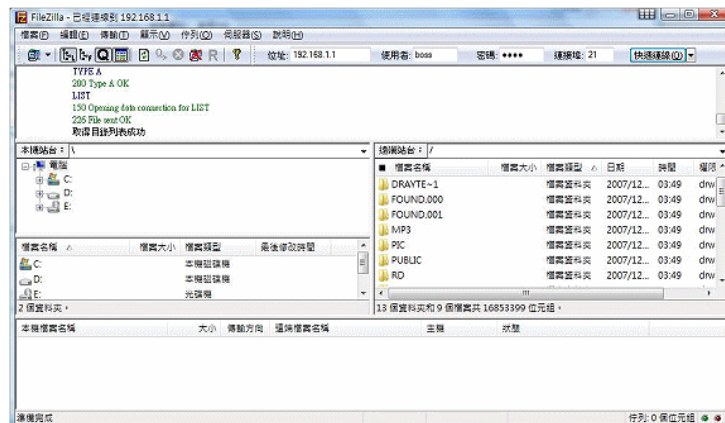 FileZilla - 已經連線到 192.168.1.1
檔案(F) 編輯(E) 傳輸(T) 顯示(V) 佇列(Q) 伺服器(S) 說明(H)
位址: 192.168.1.1 使用者: boss 密碼: •••• 連接埠: 21 快速連線(Q)
TYPE A
200 Type A OK
LIST
150 Opening data connection for LIST
226 File sent OK
取得目錄列表成功
本機站台: \
遠端站台: /
電腦
C:
D:
E:
檔案名稱 檔案大小 檔案類型 最後修改時間
C: 本機磁碟機
D: 本機磁碟機
E: 光碟機
2 個資料夾。
檔案名稱 檔案大小 檔案類型 日期 時間 權限
DRAYTE~1 檔案資料夾 2007/12... 03:49 drw
FOUND.000 檔案資料夾 2007/12... 03:49 drw
FOUND.001 檔案資料夾 2007/12... 03:49 drw
MP3 檔案資料夾 2007/12... 03:49 drw
PIC 檔案資料夾 2007/12... 03:49 drw
PUBLIC 檔案資料夾 2007/12... 03:49 drw
RD 檔案資料夾 2007/12... 03:49 drw
13 個資料夾和 9 個檔案共 16853399 位元組。
本機檔案名稱 大小 傳輸方向 遠端檔案名稱 主機 狀態
準備完成
佇列: 0 個位元組